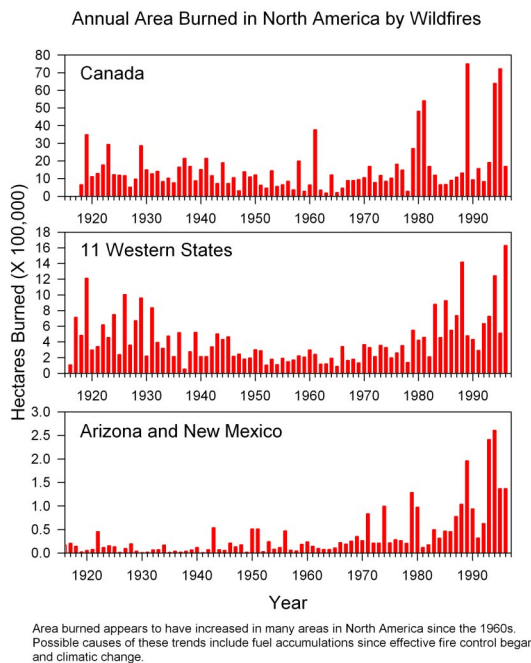 Annual Area Burned in North America by Wildfires
80
70
60
50
40
30
20
10
0
Canada
1920 1930 1940 1950 1960 1970 1980 1990
Hectares Burned (X 100,000)
18
16
14
12
10
8
6
4
2
0
11 Western States
1920 1930 1940 1950 1960 1970 1980 1990
3.0
2.5
2.0
1.5
1.0
0.5
0.0
Arizona and New Mexico
1920 1930 1940 1950 1960 1970 1980 1990
Year
Area burned appears to have increased in many areas in North America since the 1960s.
Possible causes of these trends include fuel accumulations since effective fire control began
and climatic change.